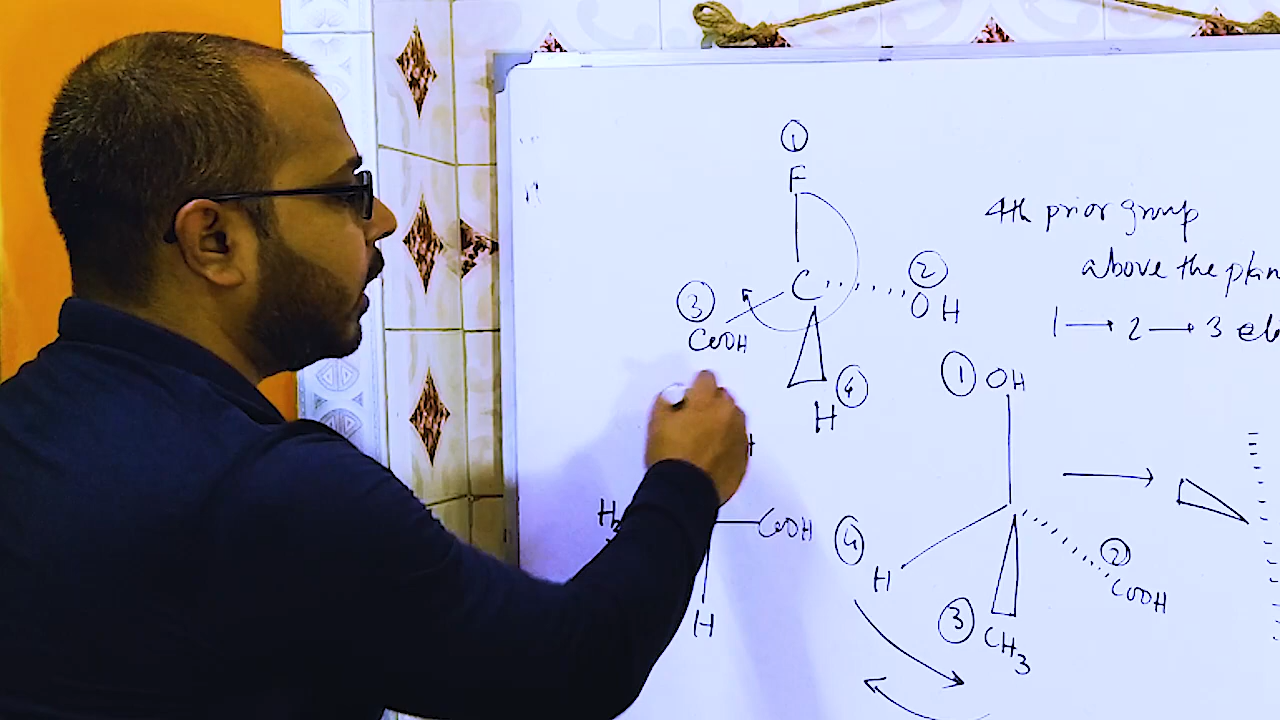 ①
F
4th prior group
②
C
above the
③
OH
COOH
1 → 2 → 3
④
① OH
H
H
COOH
④
②
H
COOH
③
H
CH3